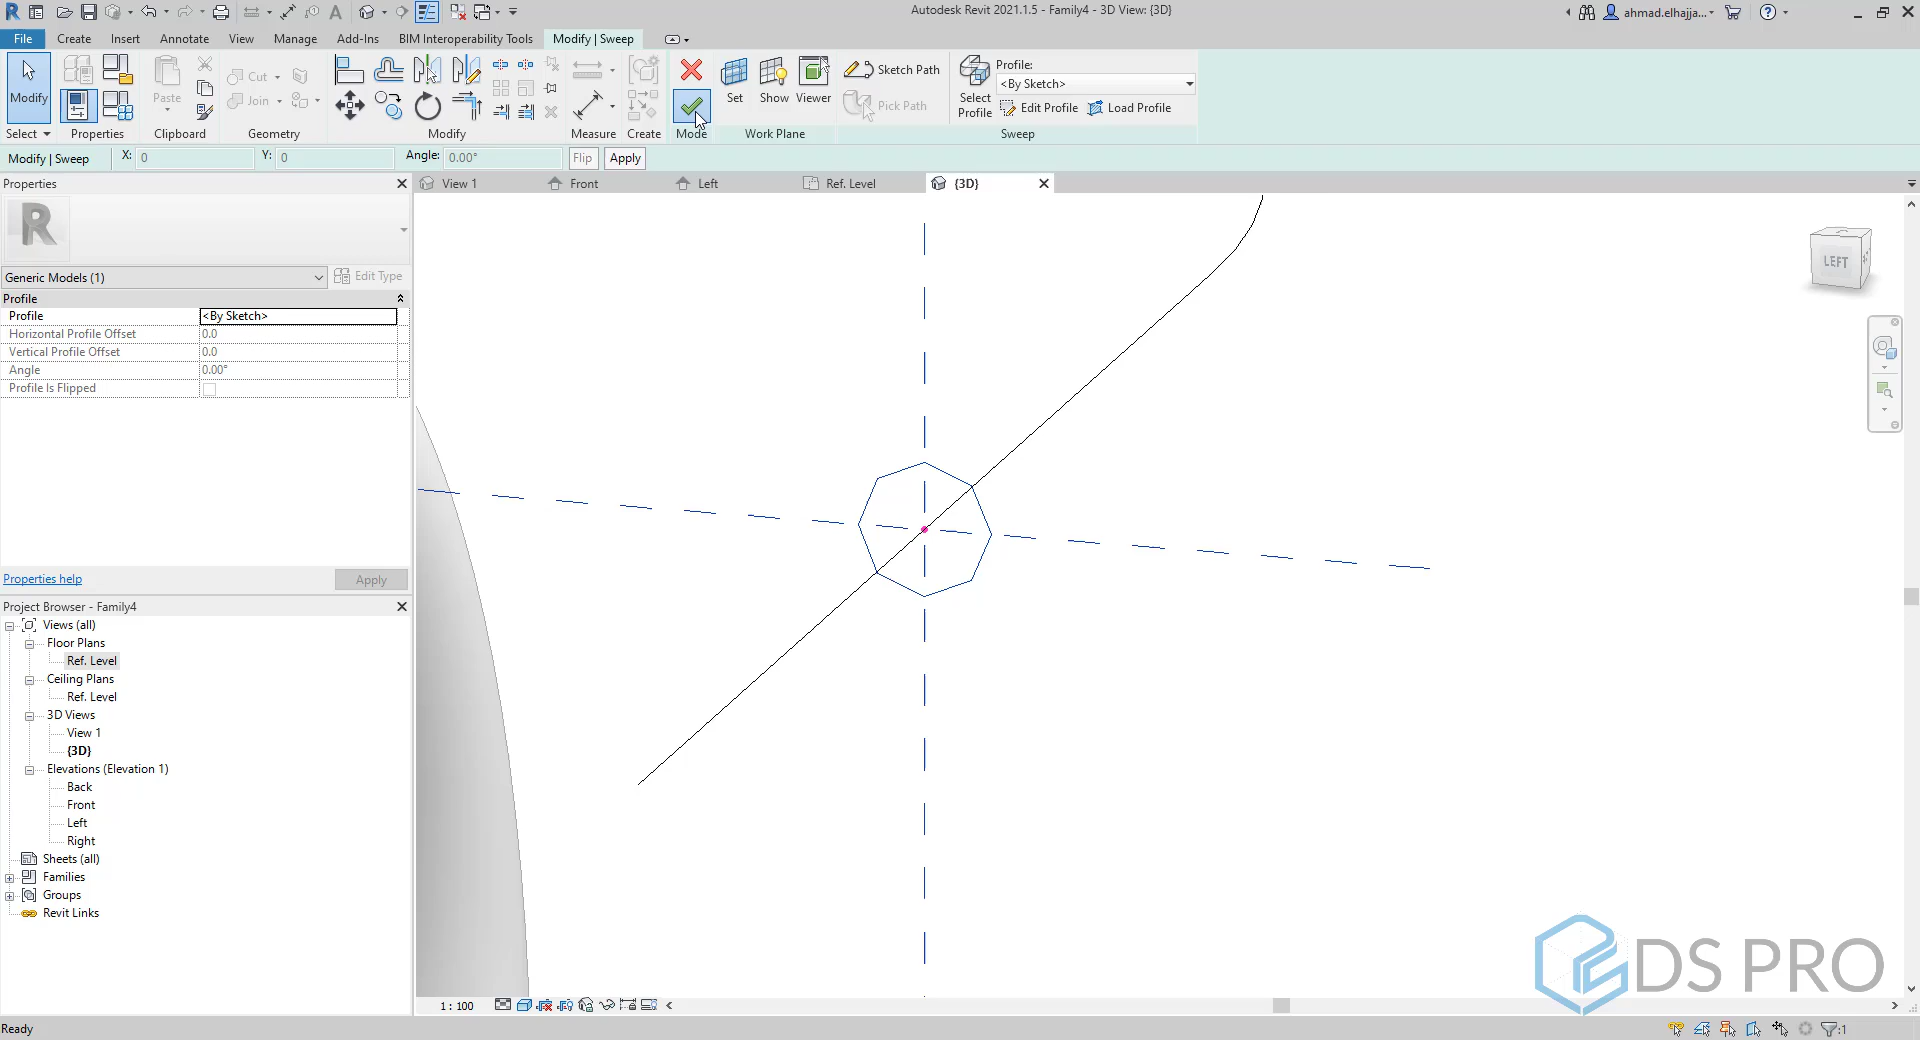 Autodesk Revit 2021.1.5 - Family4 - 3D View: {3D}
ahmad.elhajja...
File Create Insert Annotate View Manage Add-Ins BIM Interoperability Tools Modify | Sweep
Modify
Paste
Cut
Join
Set
Show
Viewer
Sketch Path
Pick Path
Select
Profile
Profile:
<By Sketch>
Edit Profile
Load Profile
Select Properties Clipboard Geometry Modify Measure Create Mode Work Plane Sweep
Modify | Sweep X: 0 Y: 0 Angle: 0.00° Flip Apply
Properties
View 1 Front Left Ref. Level {3D}
R
Generic Models (1) Edit Type
Profile
Profile <By Sketch>
Horizontal Profile Offset 0.0
Vertical Profile Offset 0.0
Angle 0.00°
Profile Is Flipped
LEFT
Properties help Apply
Project Browser - Family4
Views (all)
Floor Plans
Ref. Level
Ceiling Plans
Ref. Level
3D Views
View 1
{3D}
Elevations (Elevation 1)
Back
Front
Left
Right
Sheets (all)
Families
Groups
Revit Links
DS PRO
1 : 100
Ready
:1